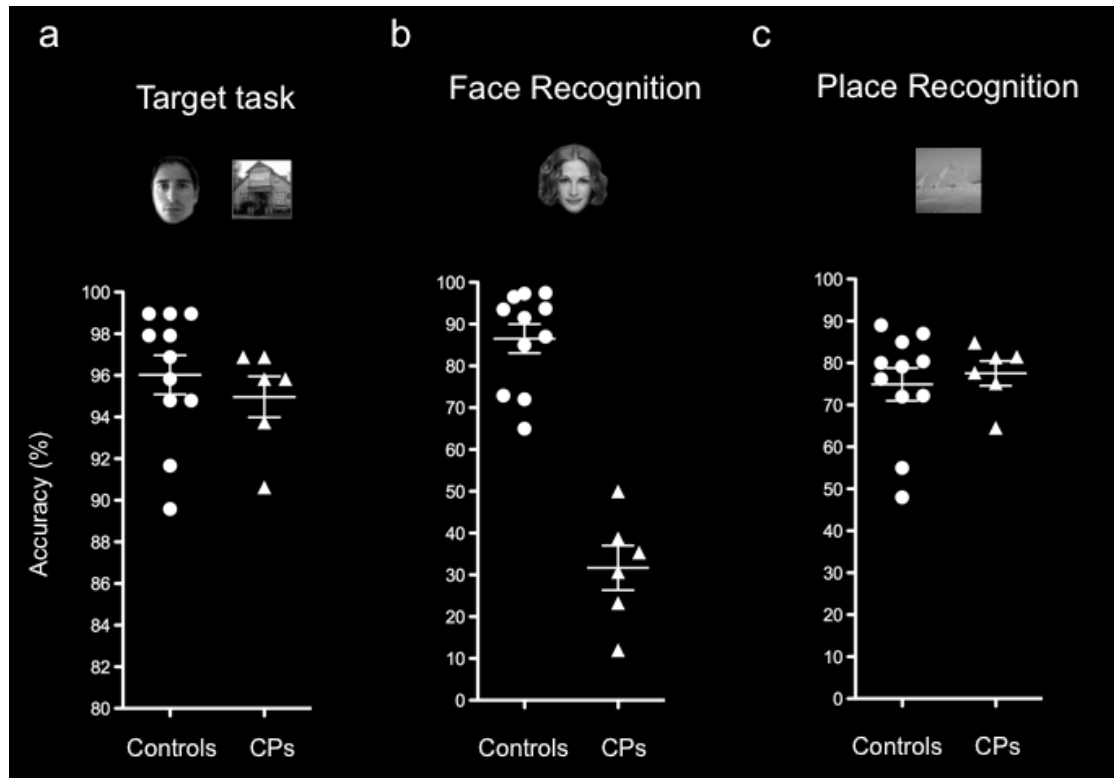 a
b
c
Target task
Face Recognition
Place Recognition
Accuracy (%)
100
98
96
94
92
90
88
86
84
82
80
Controls
CPs
100
90
80
70
60
50
40
30
20
10
0
Controls
CPs
100
90
80
70
60
50
40
30
20
10
0
Controls
CPs